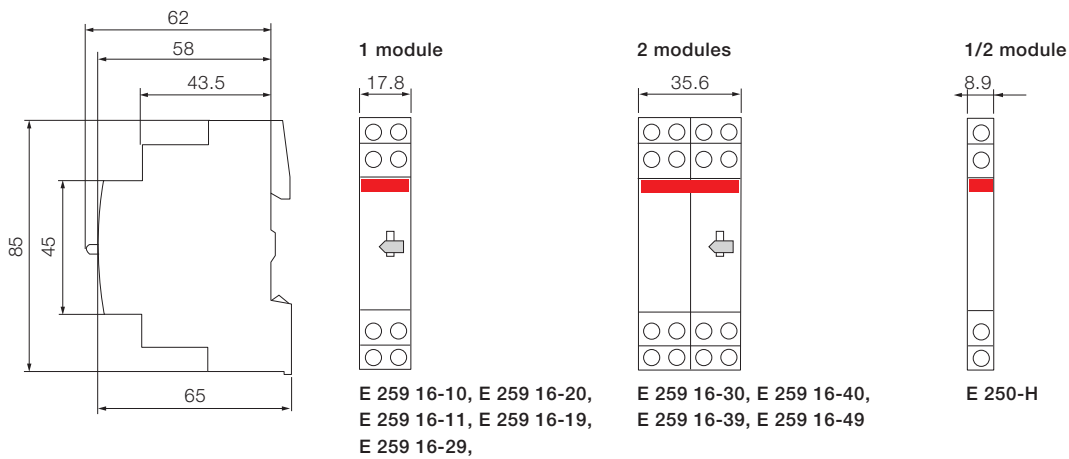 62
58
43.5
85
45
65
1 module
17.8
E 259 16-10, E 259 16-20,
E 259 16-11, E 259 16-19,
E 259 16-29,
2 modules
35.6
E 259 16-30, E 259 16-40,
E 259 16-39, E 259 16-49
1/2 module
8.9
E 250-H